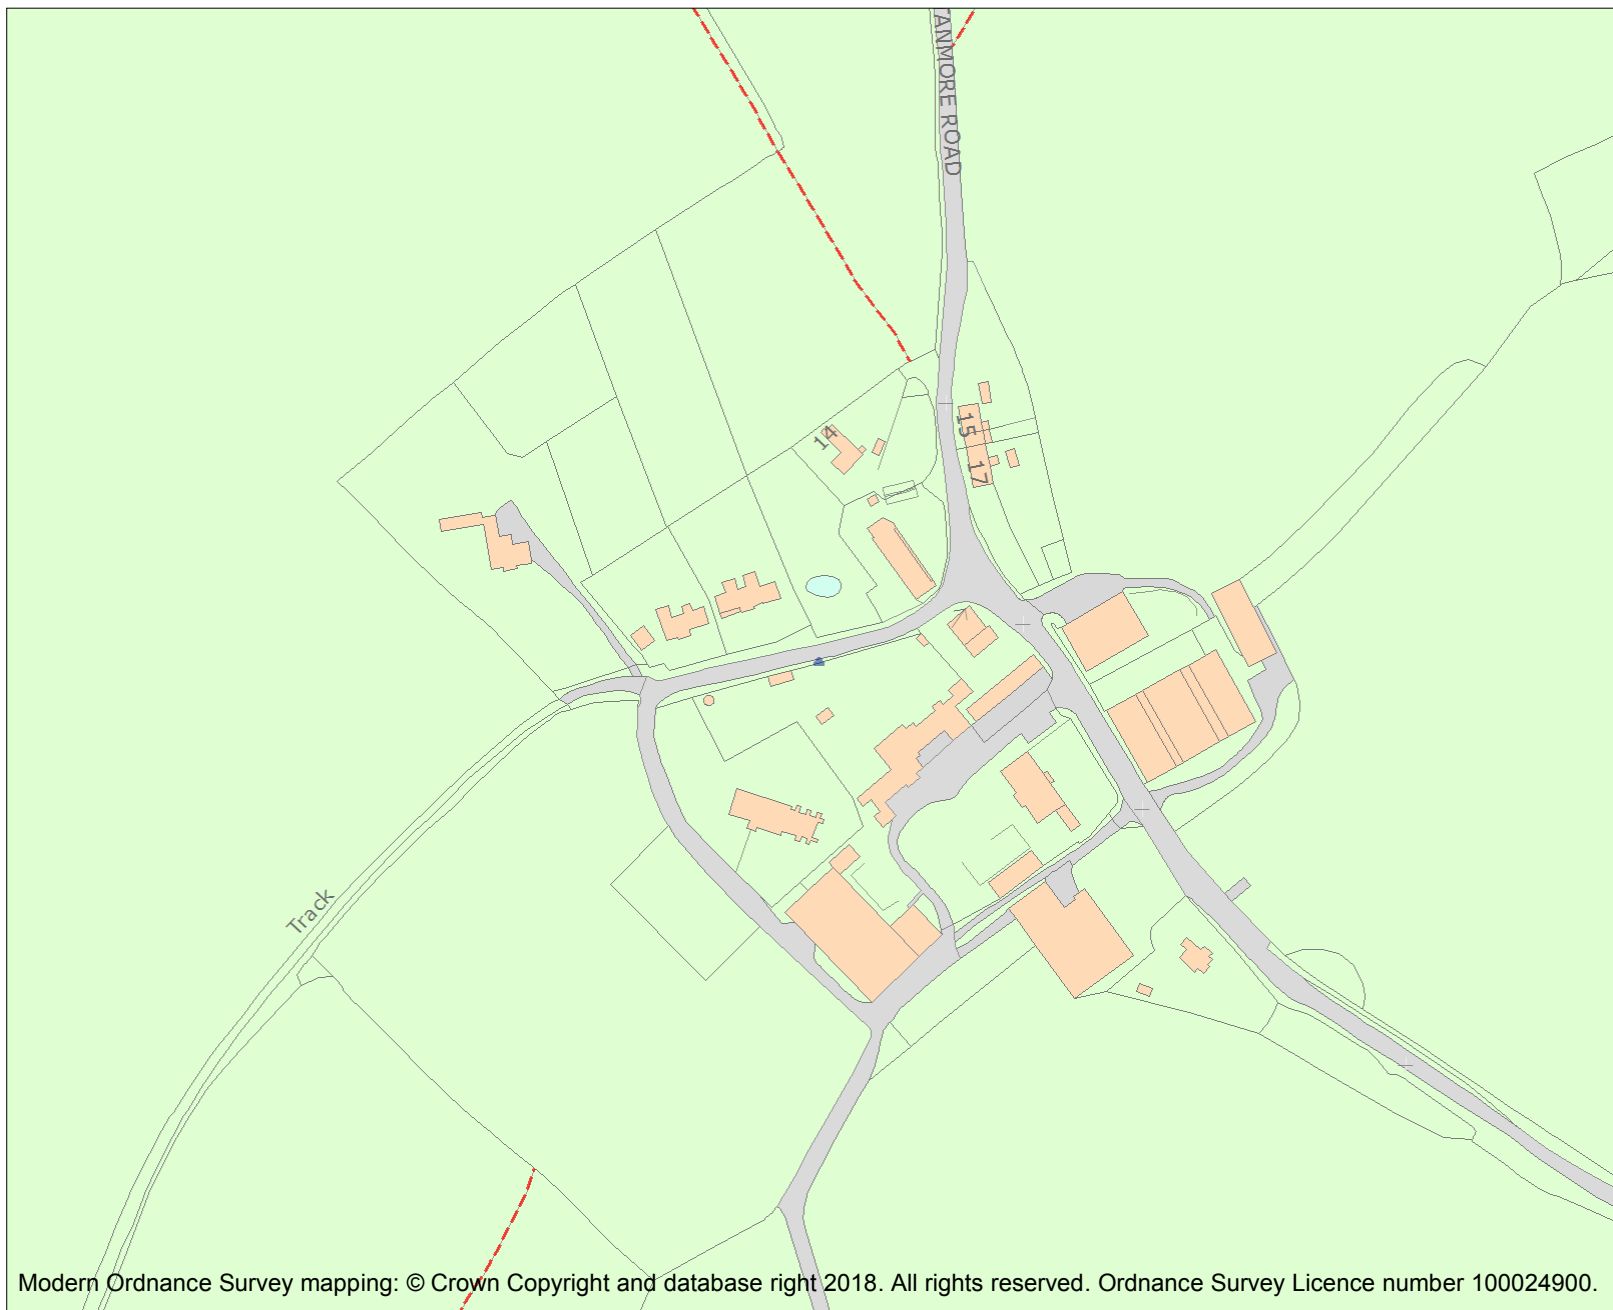 ANMORE ROAD
14
15
17
Track
Modern Ordnance Survey mapping: © Crown Copyright and database right 2018. All rights reserved. Ordnance Survey Licence number 100024900.